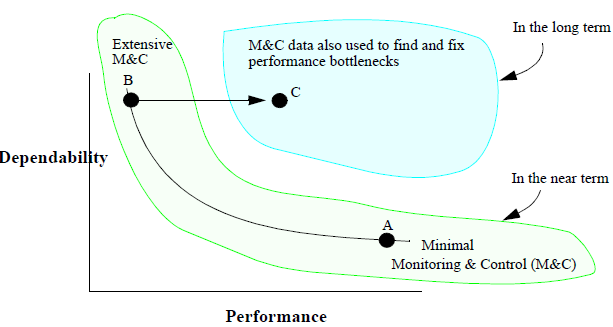 In the long term
Extensive
M&C
M&C data also used to find and fix
performance bottlenecks
B
C
Dependability
In the near term
A
Minimal
Monitoring & Control (M&C)
Performance